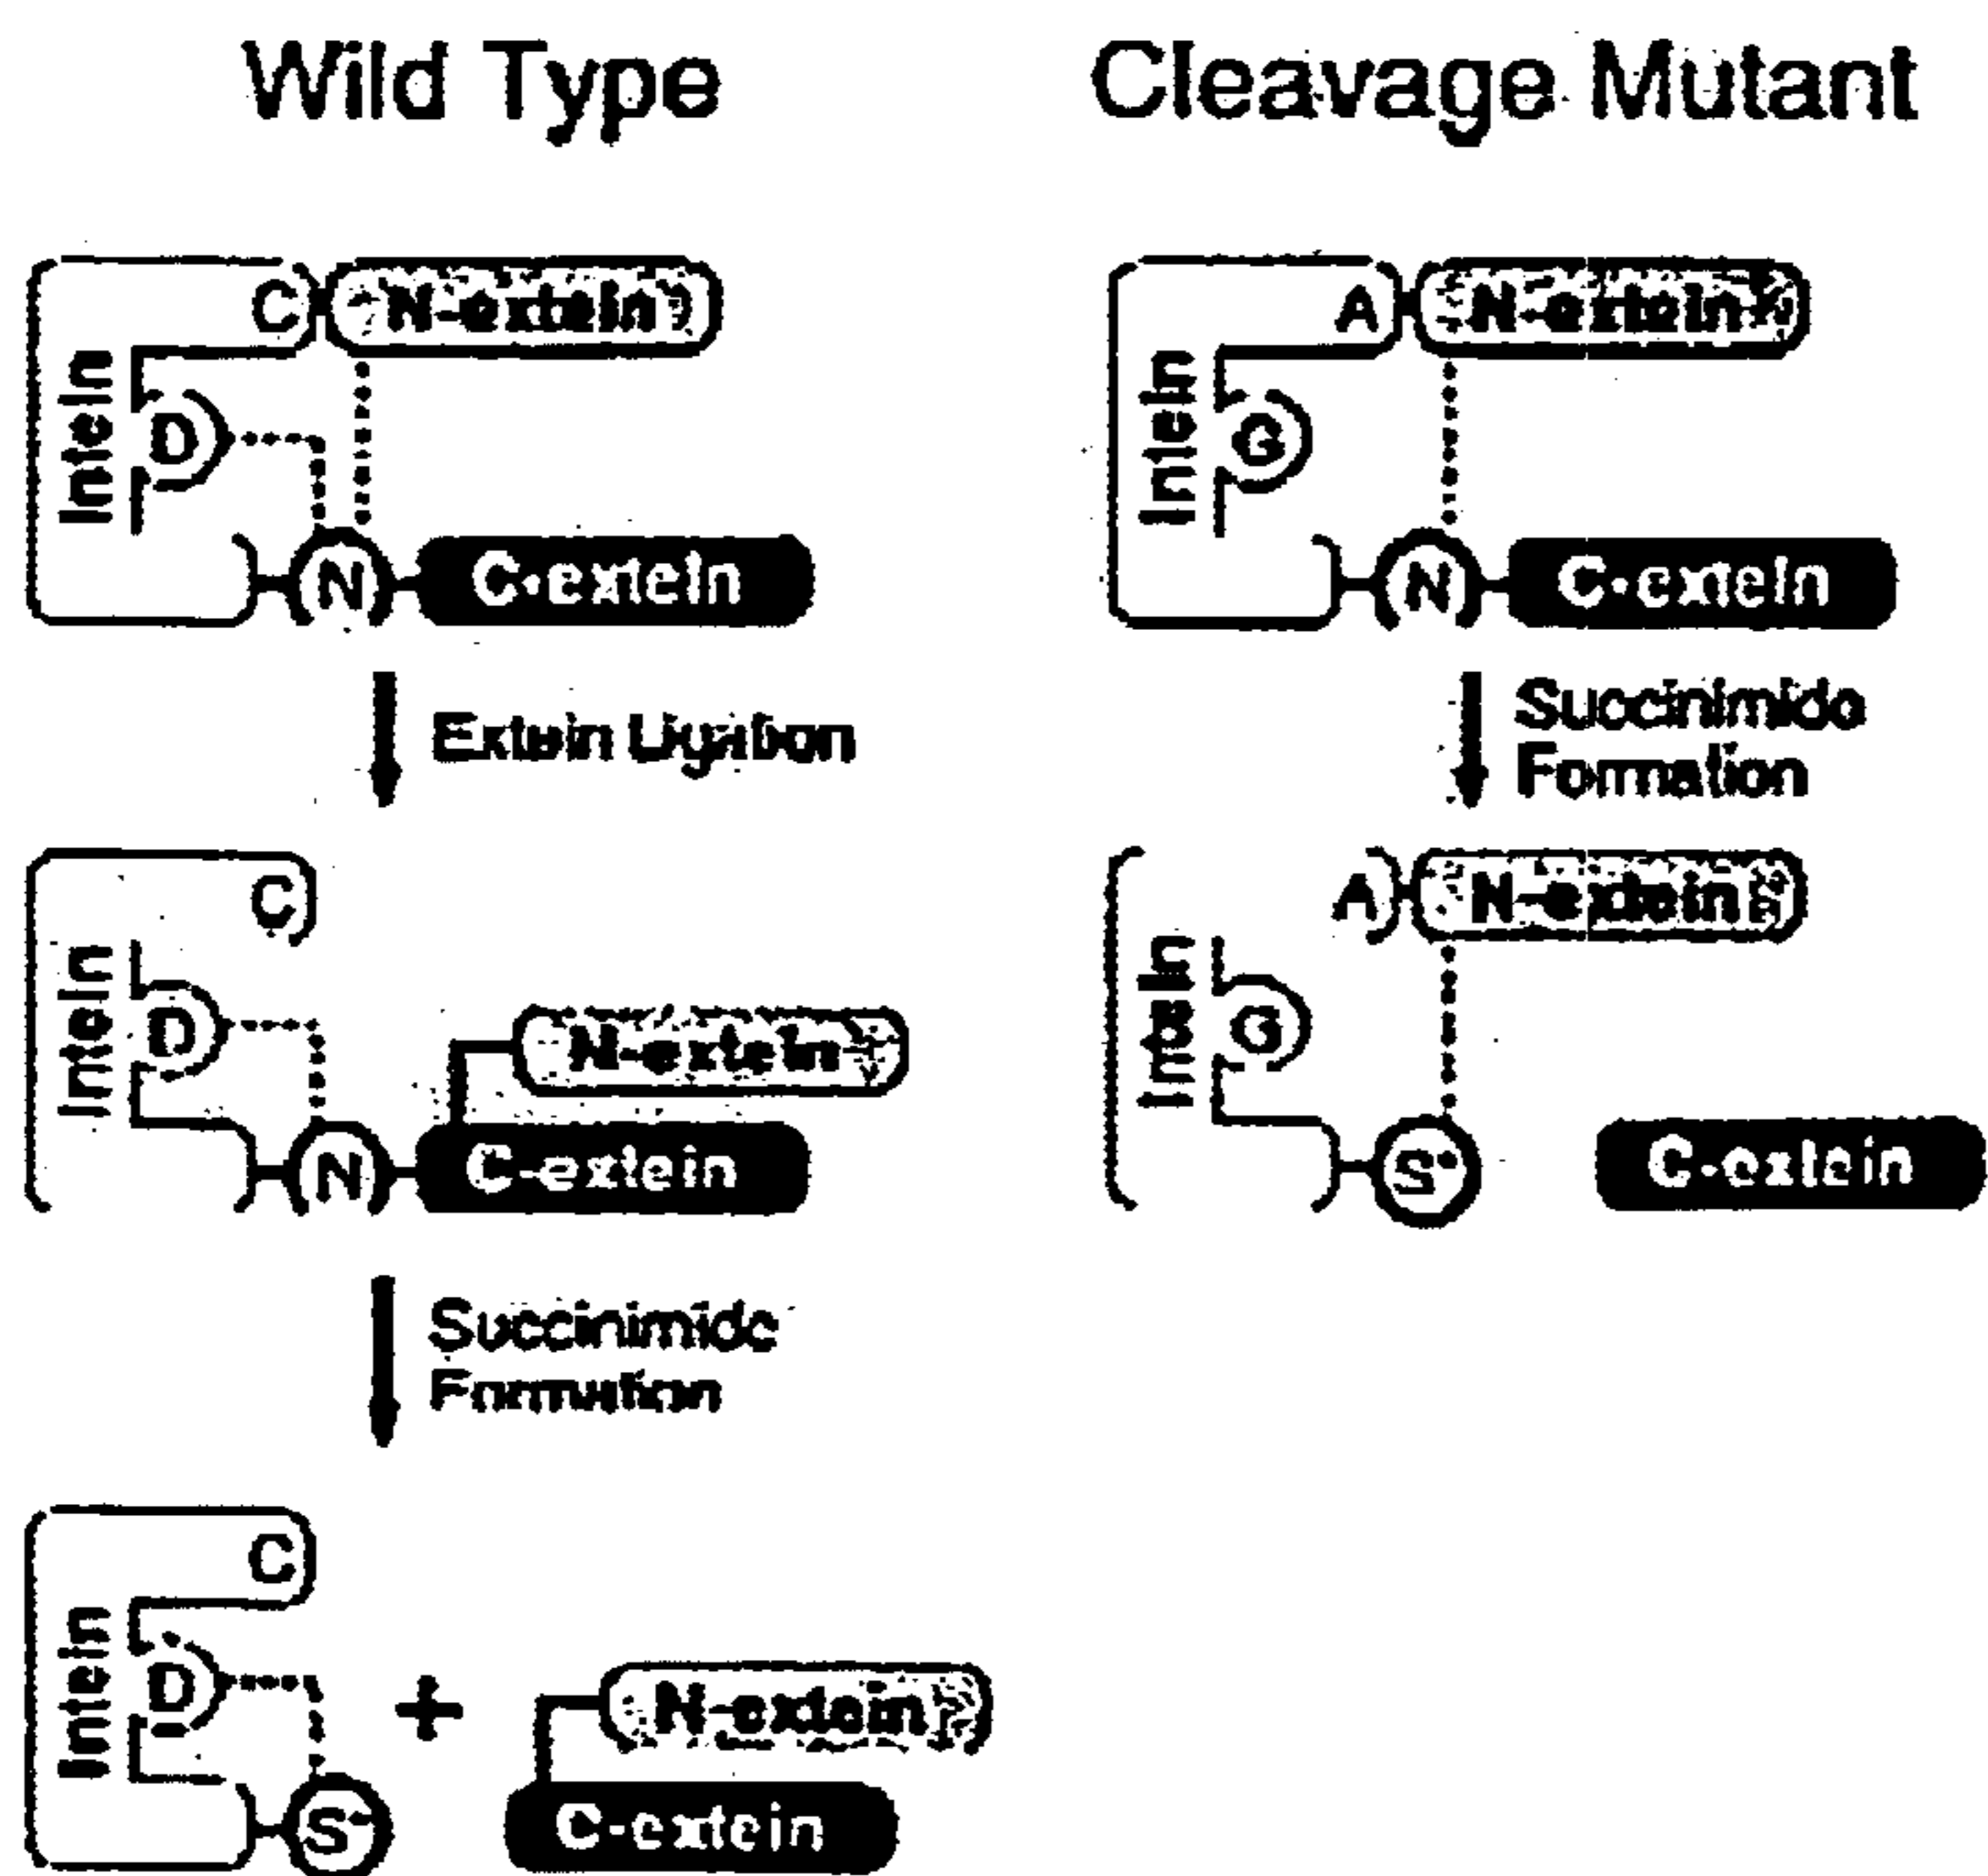 Wild Type
Cleavage Mutant
C N-extein
Intein
D
N C-extein
A N-extein
Intein
G
N C-extein
Extein Ligation
Succinimide
Formation
C
Intein
D
N-extein
N C-extein
A N-extein
Intein
G
S* C-extein
Succinimide
Formation
C
Intein
D
+
N-extein
S* C-extein